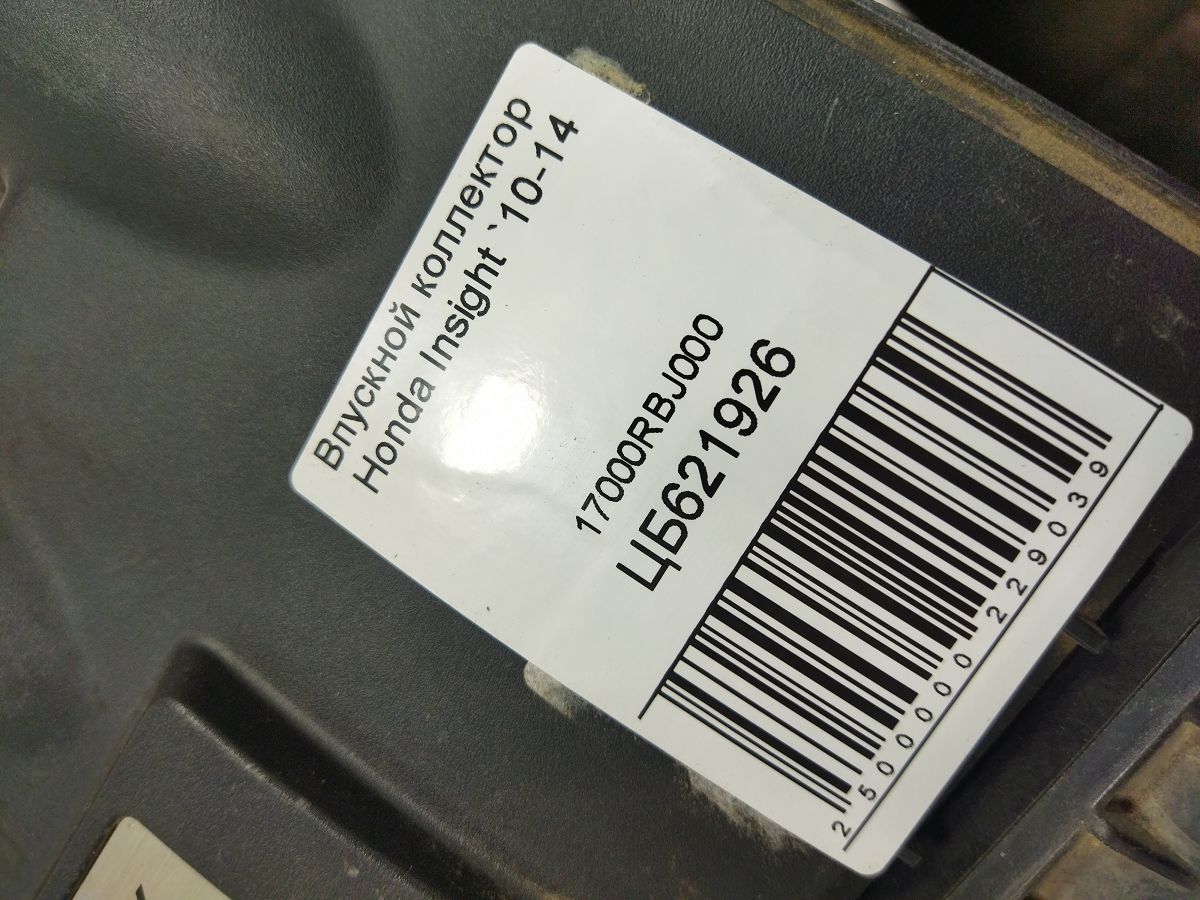 Впускной коллектор
Honda Insight `10-14
17000RBJ000
ЦБ621926
2500000229039